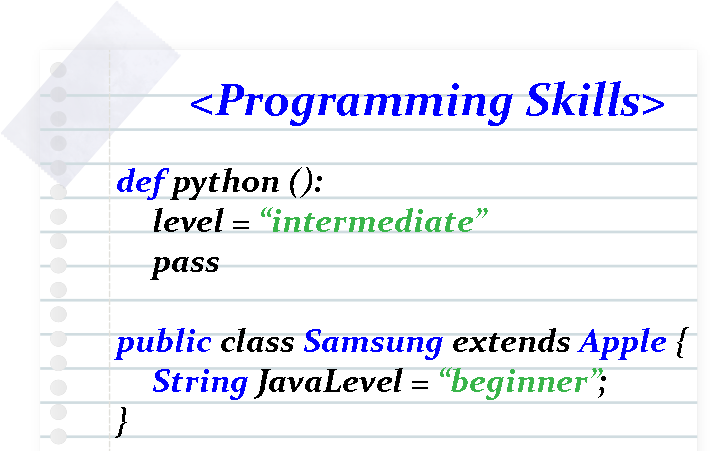 <Programming Skills>
def python ():
level = “intermediate”
pass
public class Samsung extends Apple {
String JavaLevel = “beginner”;
}